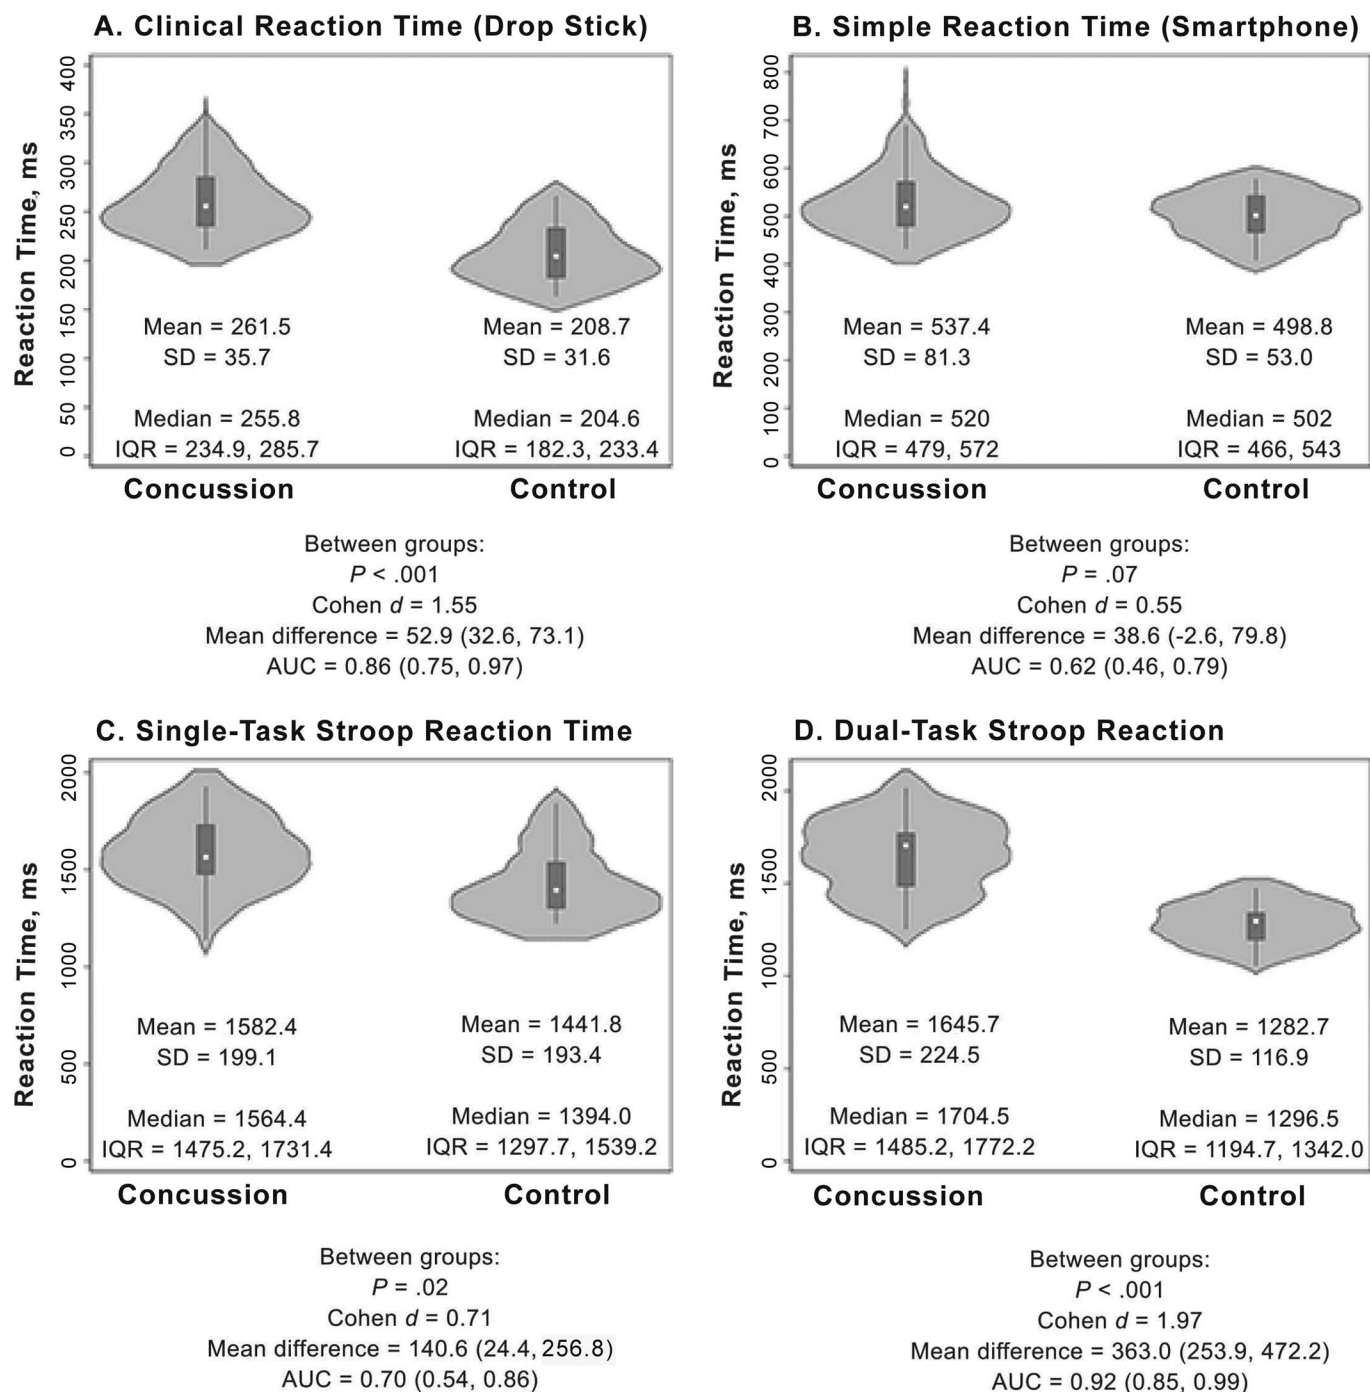 A. Clinical Reaction Time (Drop Stick)
Reaction Time, ms
400
350
300
250
200
150
100
50
0
Mean = 261.5
SD = 35.7
Median = 255.8
IQR = 234.9, 285.7
Mean = 208.7
SD = 31.6
Median = 204.6
IQR = 182.3, 233.4
Concussion
Control
Between groups:
P < .001
Cohen d = 1.55
Mean difference = 52.9 (32.6, 73.1)
AUC = 0.86 (0.75, 0.97)
B. Simple Reaction Time (Smartphone)
Reaction Time, ms
800
700
600
500
400
300
200
100
0
Mean = 537.4
SD = 81.3
Median = 520
IQR = 479, 572
Mean = 498.8
SD = 53.0
Median = 502
IQR = 466, 543
Concussion
Control
Between groups:
P = .07
Cohen d = 0.55
Mean difference = 38.6 (-2.6, 79.8)
AUC = 0.62 (0.46, 0.79)
C. Single-Task Stroop Reaction Time
Reaction Time, ms
2000
1500
1000
500
0
Mean = 1582.4
SD = 199.1
Median = 1564.4
IQR = 1475.2, 1731.4
Mean = 1441.8
SD = 193.4
Median = 1394.0
IQR = 1297.7, 1539.2
Concussion
Control
Between groups:
P = .02
Cohen d = 0.71
Mean difference = 140.6 (24.4, 256.8)
AUC = 0.70 (0.54, 0.86)
D. Dual-Task Stroop Reaction
Reaction Time, ms
2000
1500
1000
500
0
Mean = 1645.7
SD = 224.5
Median = 1704.5
IQR = 1485.2, 1772.2
Mean = 1282.7
SD = 116.9
Median = 1296.5
IQR = 1194.7, 1342.0
Concussion
Control
Between groups:
P < .001
Cohen d = 1.97
Mean difference = 363.0 (253.9, 472.2)
AUC = 0.92 (0.85, 0.99)